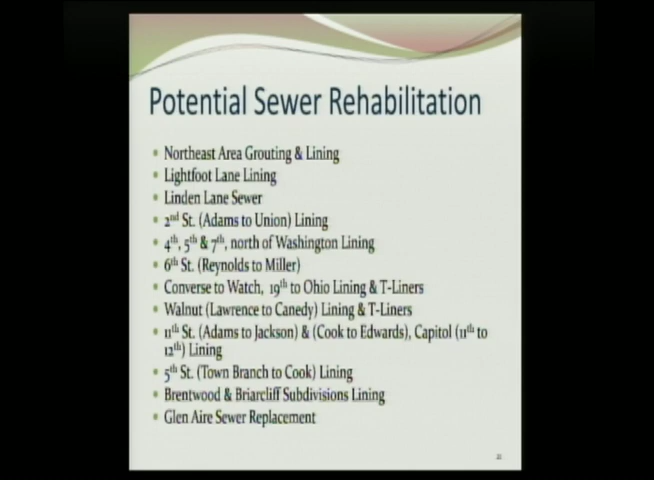 Potential Sewer Rehabilitation
Northeast Area Grouting & Lining
Lightfoot Lane Lining
Linden Lane Sewer
2nd St. (Adams to Union) Lining
4th, 5th & 7th, north of Washington Lining
6th St. (Reynolds to Miller)
Converse to Watch, 19th to Ohio Lining & T-Liners
Walnut (Lawrence to Canedy) Lining & T-Liners
11th St. (Adams to Jackson) & (Cook to Edwards), Capitol (11th to
12th) Lining
5th St. (Town Branch to Cook) Lining
Brentwood & Briarcliff Subdivisions Lining
Glen Aire Sewer Replacement